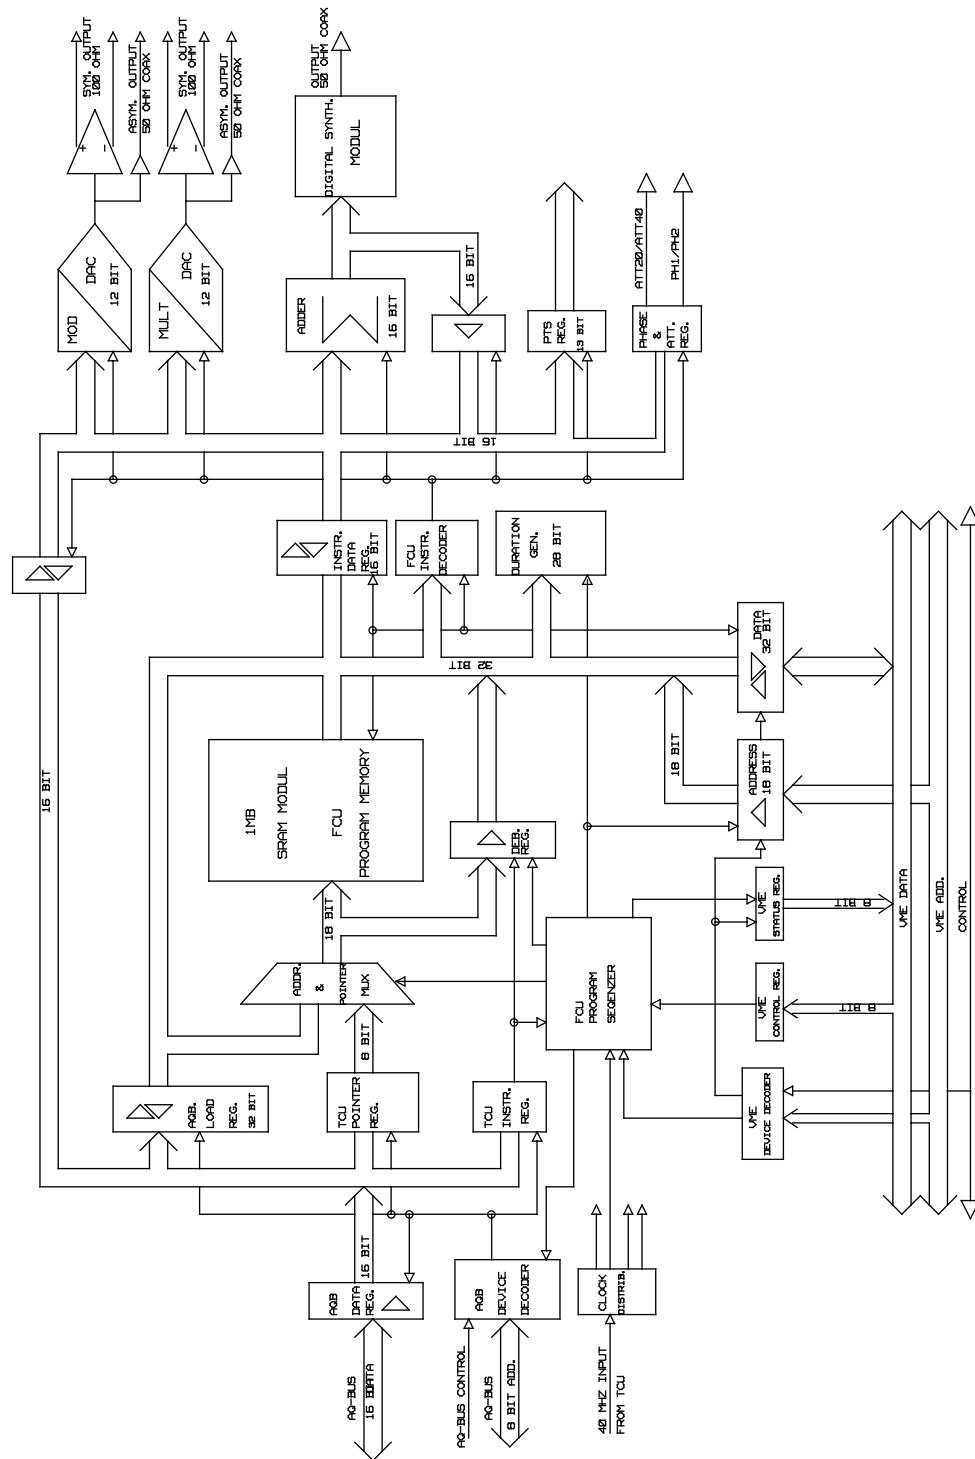 SYM. OUTPUT
100 OHM
ASYM. OUTPUT
50 OHM COAX
SYM. OUTPUT
100 OHM
ASYM. OUTPUT
50 OHM COAX
OUTPUT
50 OHM COAX
+
-
+
-
DIGITAL SYNTH.
MODUL
MOD
DAC
12 BIT
MULT
DAC
12 BIT
ADDER
16 BIT
16 BIT
PTS
REG.
13 BIT
ATT20/ATT40
PH1/PH2
PHASE
&
ATT.
REG.
16 BIT
INSTR.
DATA
REG.
16 BIT
FCU
INSTR.
DECODER
DURATION
GEN.
28 BIT
16 BIT
32 BIT
DATA
32 BIT
1MB
SRAM MODUL
FCU
PROGRAM MEMORY
18 BIT
ADDRESS
18 BIT
DEB.
REG.
18 BIT
ADDR.
&
POINTER
MUX
FCU
PROGRAM
SEQENZER
VME
STATUS REG.
8 BIT
VME
CONTROL REG.
8 BIT
VME DATA
VME ADD.
CONTROL
8 BIT
AQB.
LOAD
REG.
32 BIT
TCU
POINTER
REG.
TCU
INSTR.
REG.
VME
DEVICE DECODER
16 BIT
AQB
DATA
REG.
AQB
DEVICE
DECODER
CLOCK
DISTRIB.
AQ-BUS
16 BIT DATA
AQ-BUS CONTROL
AQ-BUS
8 BIT ADD.
40 MHZ INPUT
FROM TCU